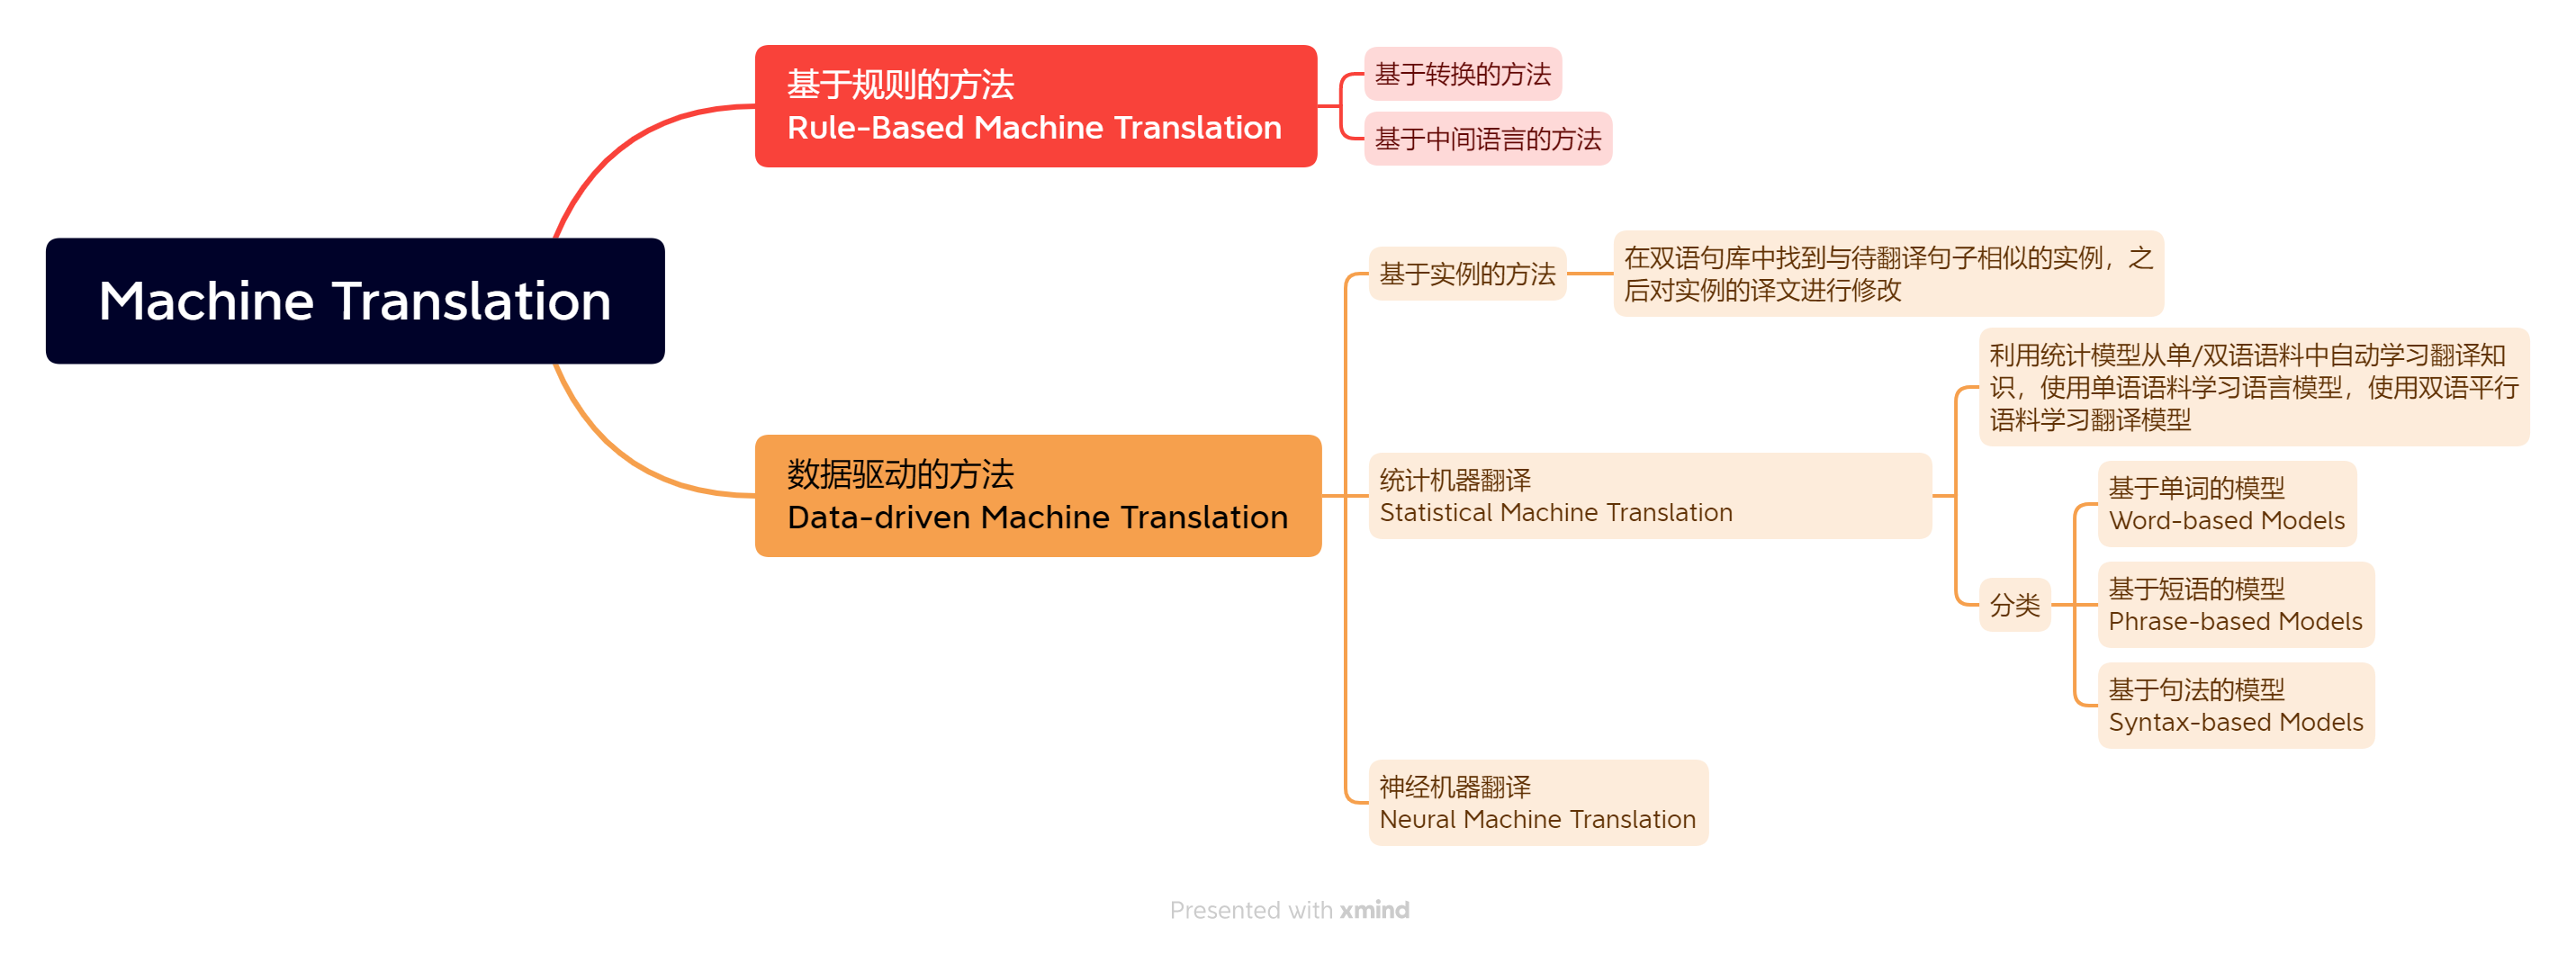 Machine Translation
基于规则的方法
Rule-Based Machine Translation
基于转换的方法
基于中间语言的方法
数据驱动的方法
Data-driven Machine Translation
基于实例的方法
在双语句库中找到与待翻译句子相似的实例，之
后对实例的译文进行修改
统计机器翻译
Statistical Machine Translation
利用统计模型从单/双语语料中自动学习翻译知
识，使用单语语料学习语言模型，使用双语平行
语料学习翻译模型
分类
基于单词的模型
Word-based Models
基于短语的模型
Phrase-based Models
基于句法的模型
Syntax-based Models
神经机器翻译
Neural Machine Translation
Presented with xmind